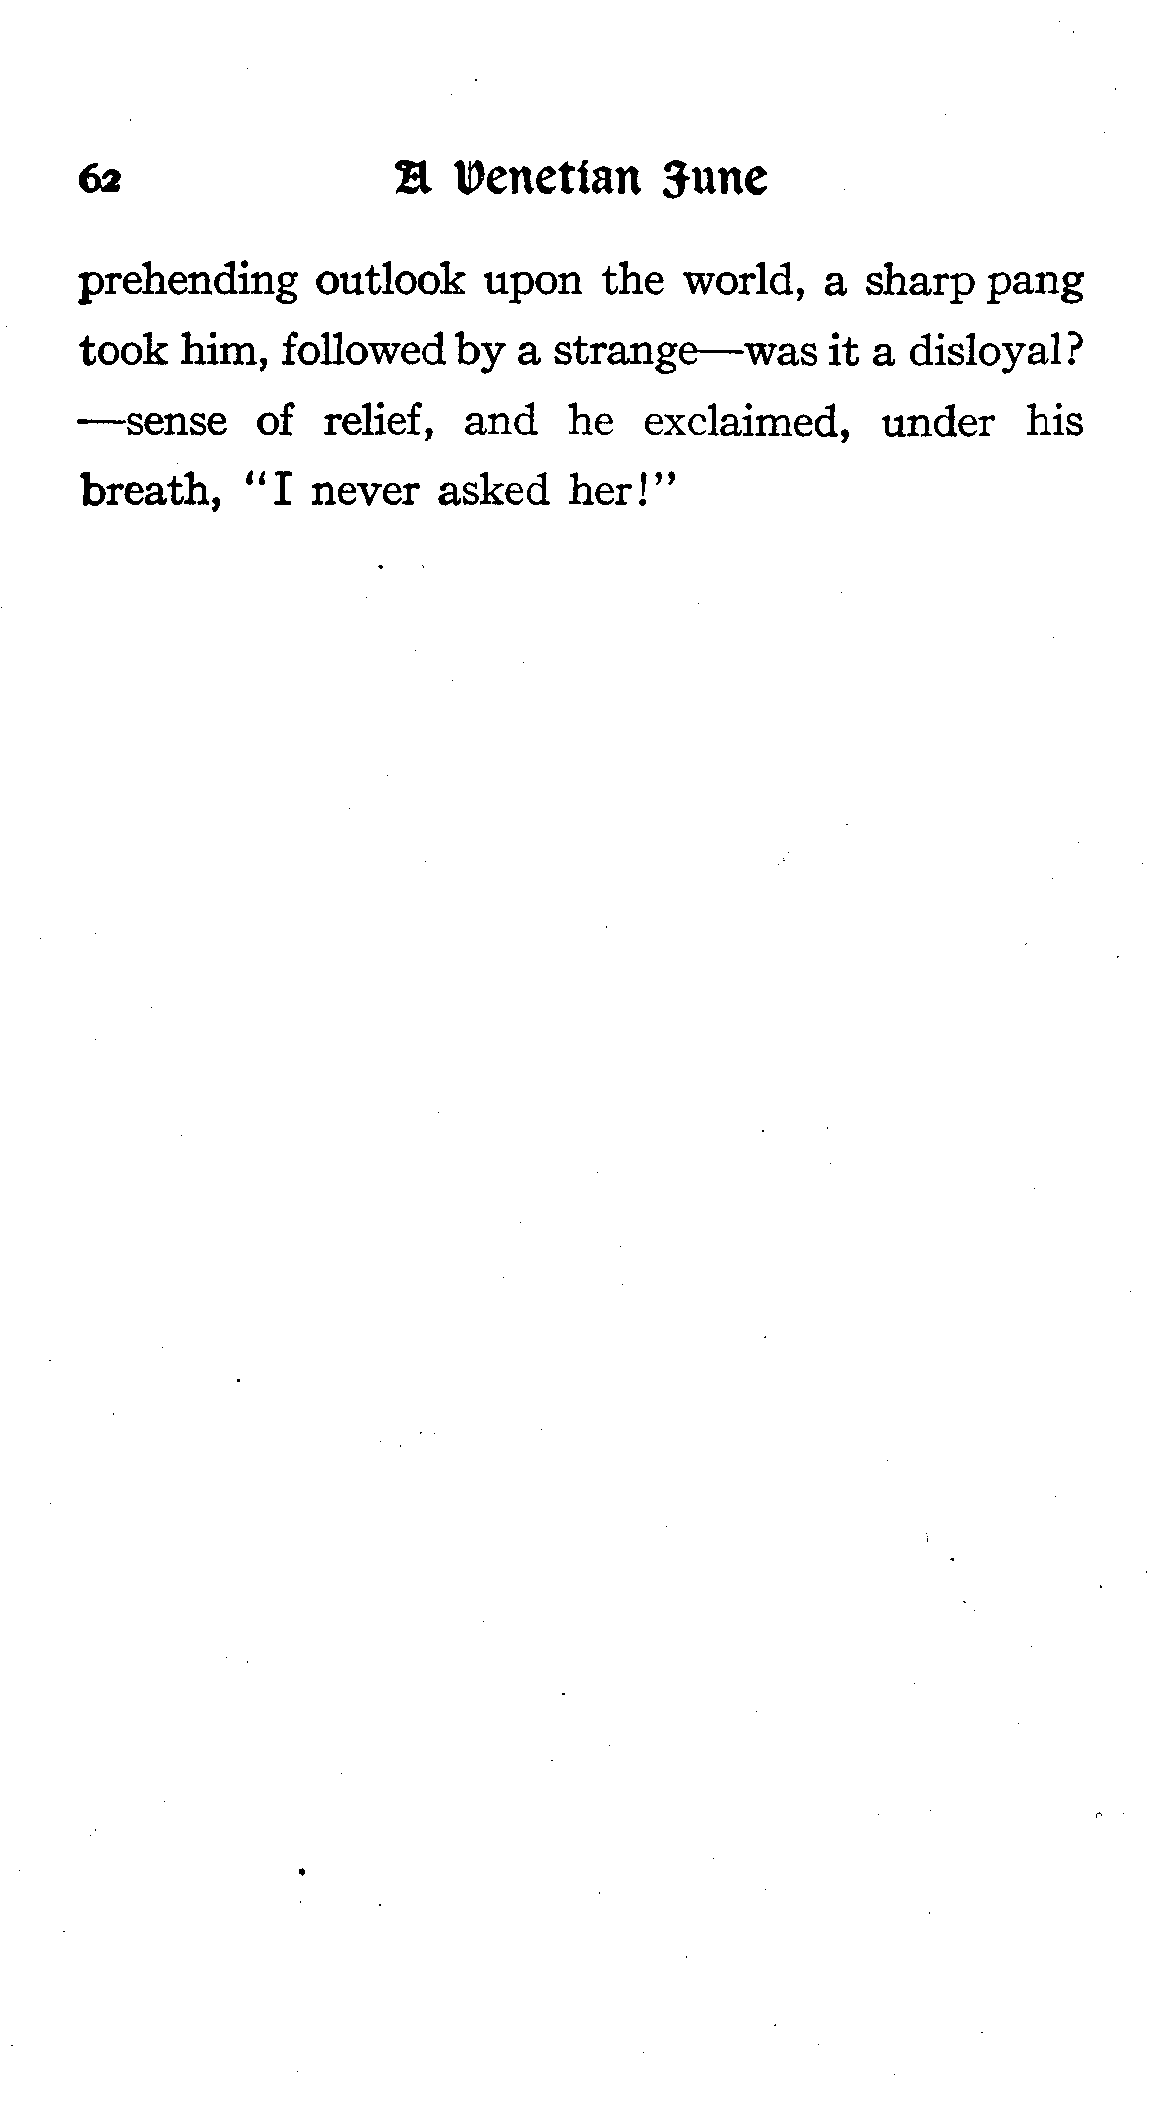 62 A Venetian June
prehending outlook upon the world, a sharp pang
took him, followed by a strange—was it a disloyal?
—sense of relief, and he exclaimed, under his
breath, "I never asked her!"